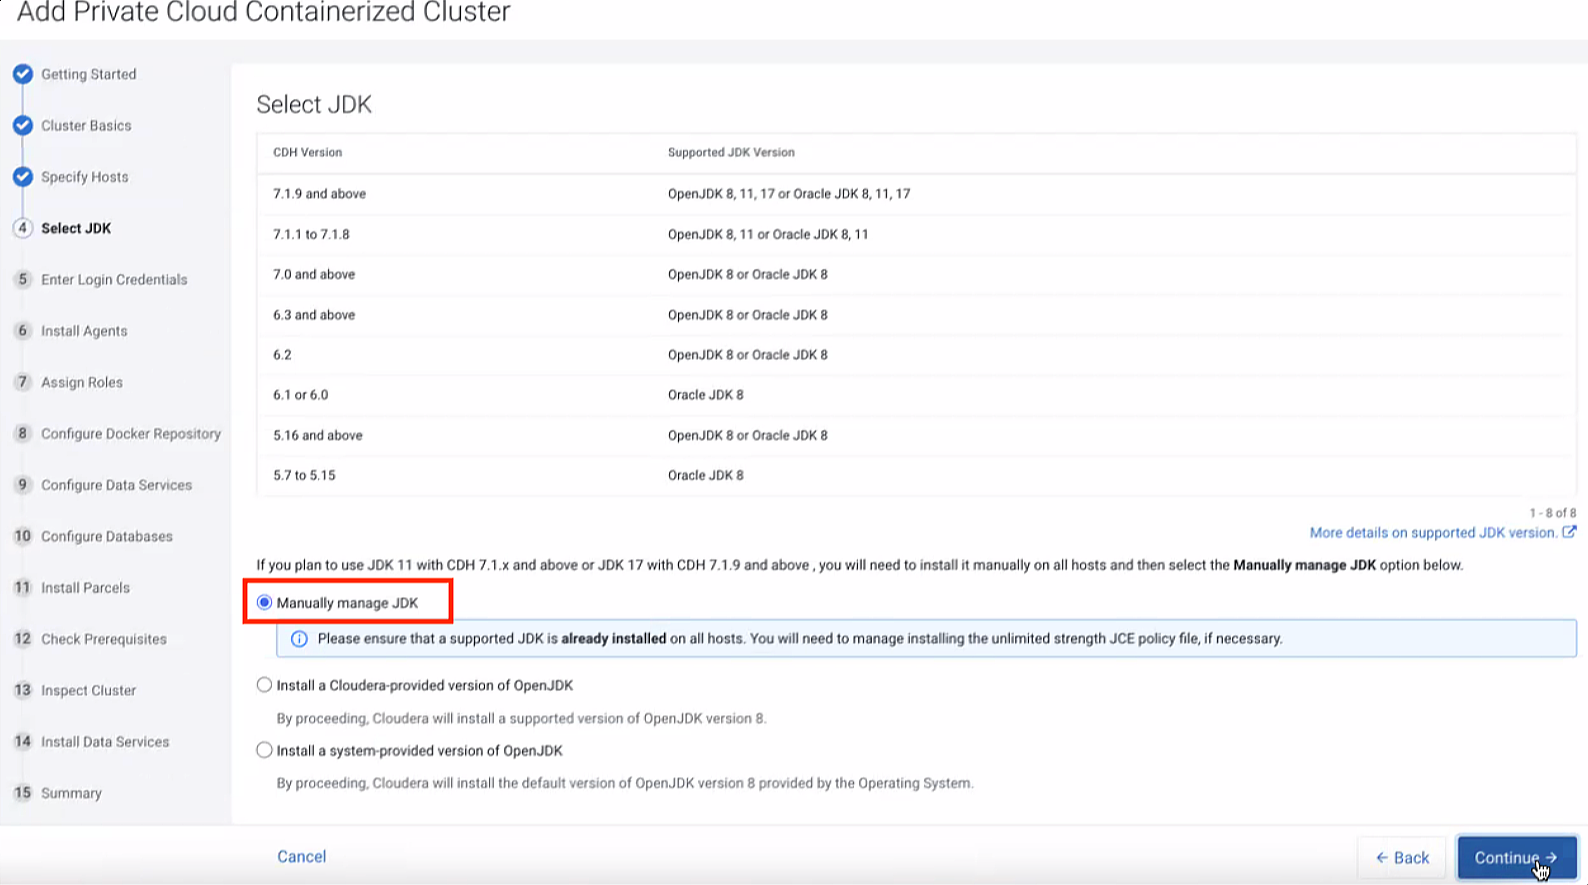 Add Private Cloud Containerized Cluster
Getting Started
Cluster Basics
Specify Hosts
4 Select JDK
5 Enter Login Credentials
6 Install Agents
7 Assign Roles
8 Configure Docker Repository
9 Configure Data Services
10 Configure Databases
11 Install Parcels
12 Check Prerequisites
13 Inspect Cluster
14 Install Data Services
15 Summary
Select JDK
CDH Version Supported JDK Version
7.1.9 and above OpenJDK 8, 11, 17 or Oracle JDK 8, 11, 17
7.1.1 to 7.1.8 OpenJDK 8, 11 or Oracle JDK 8, 11
7.0 and above OpenJDK 8 or Oracle JDK 8
6.3 and above OpenJDK 8 or Oracle JDK 8
6.2 OpenJDK 8 or Oracle JDK 8
6.1 or 6.0 Oracle JDK 8
5.16 and above OpenJDK 8 or Oracle JDK 8
5.7 to 5.15 Oracle JDK 8
1 - 8 of 8
More details on supported JDK version.
If you plan to use JDK 11 with CDH 7.1.x and above or JDK 17 with CDH 7.1.9 and above , you will need to install it manually on all hosts and then select the Manually manage JDK option below.
Manually manage JDK
Please ensure that a supported JDK is already installed on all hosts. You will need to manage installing the unlimited strength JCE policy file, if necessary.
Install a Cloudera-provided version of OpenJDK
By proceeding, Cloudera will install a supported version of OpenJDK version 8.
Install a system-provided version of OpenJDK
By proceeding, Cloudera will install the default version of OpenJDK version 8 provided by the Operating System.
Cancel
← Back
Continue →